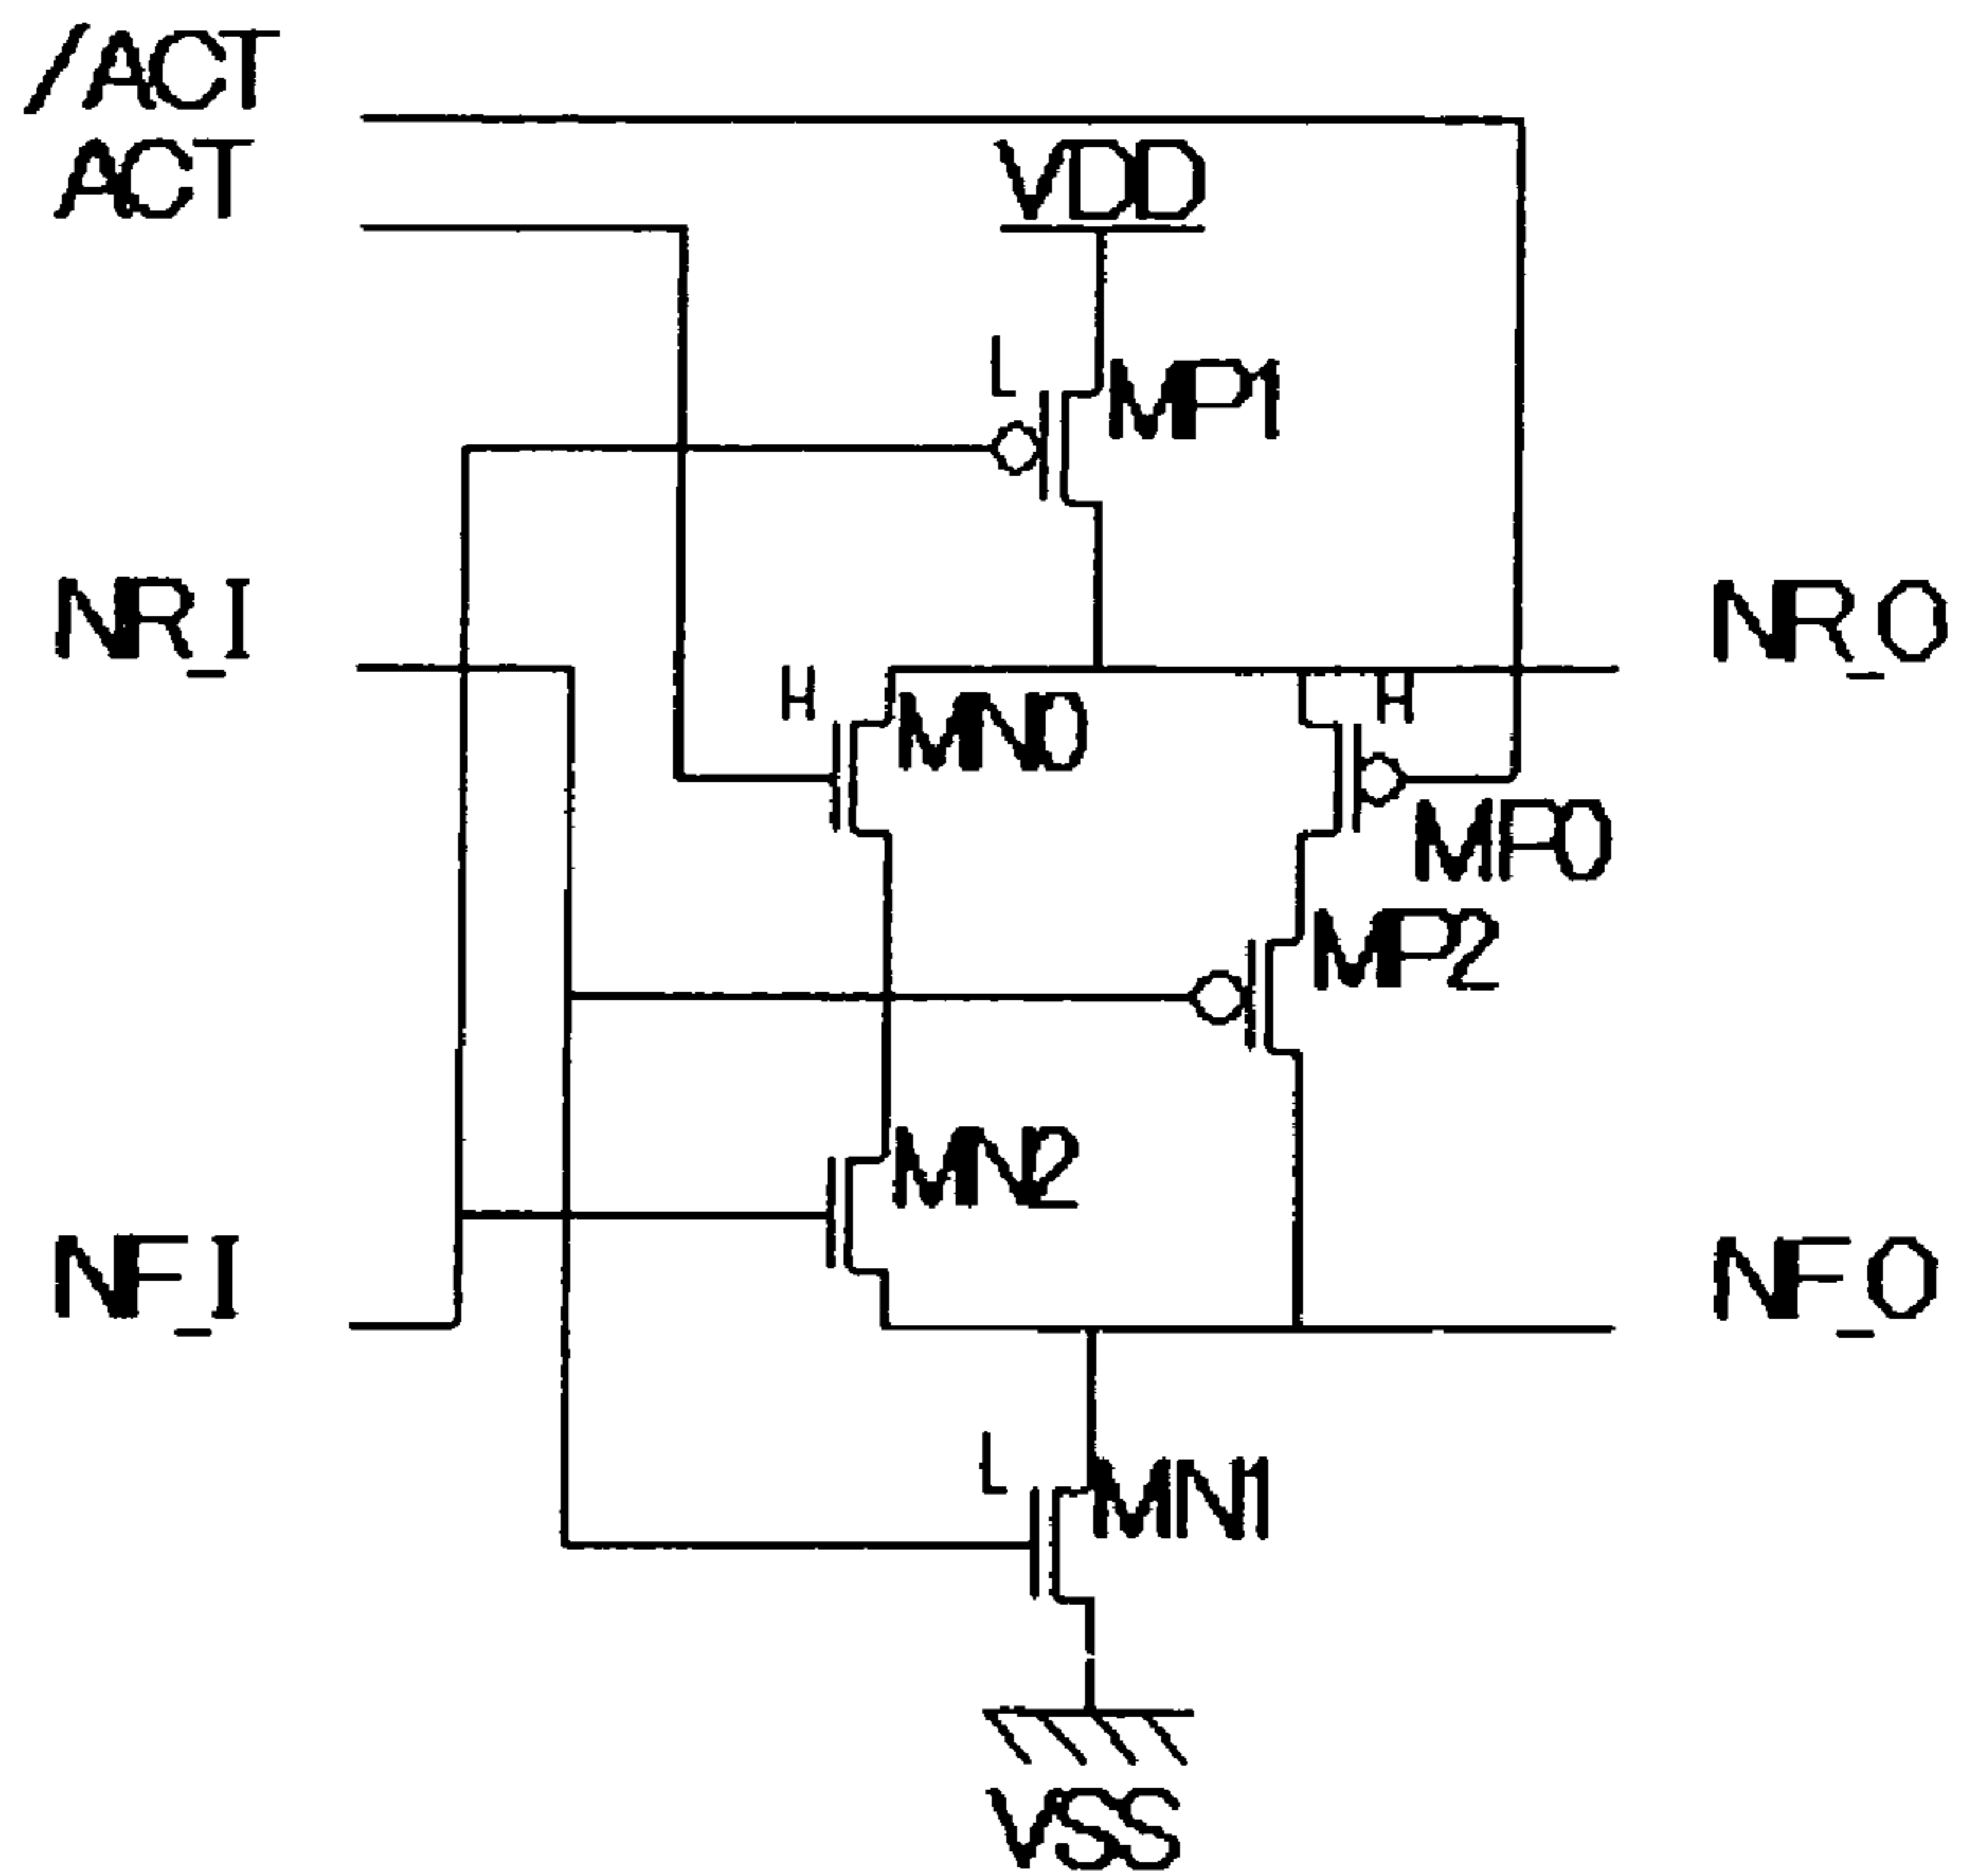 /ACT
ACT
VDD
L
MP1
NR_I
NR_O
H
MN0
H
MP0
MP2
MN2
NF_I
NF_O
L
MN1
VSS